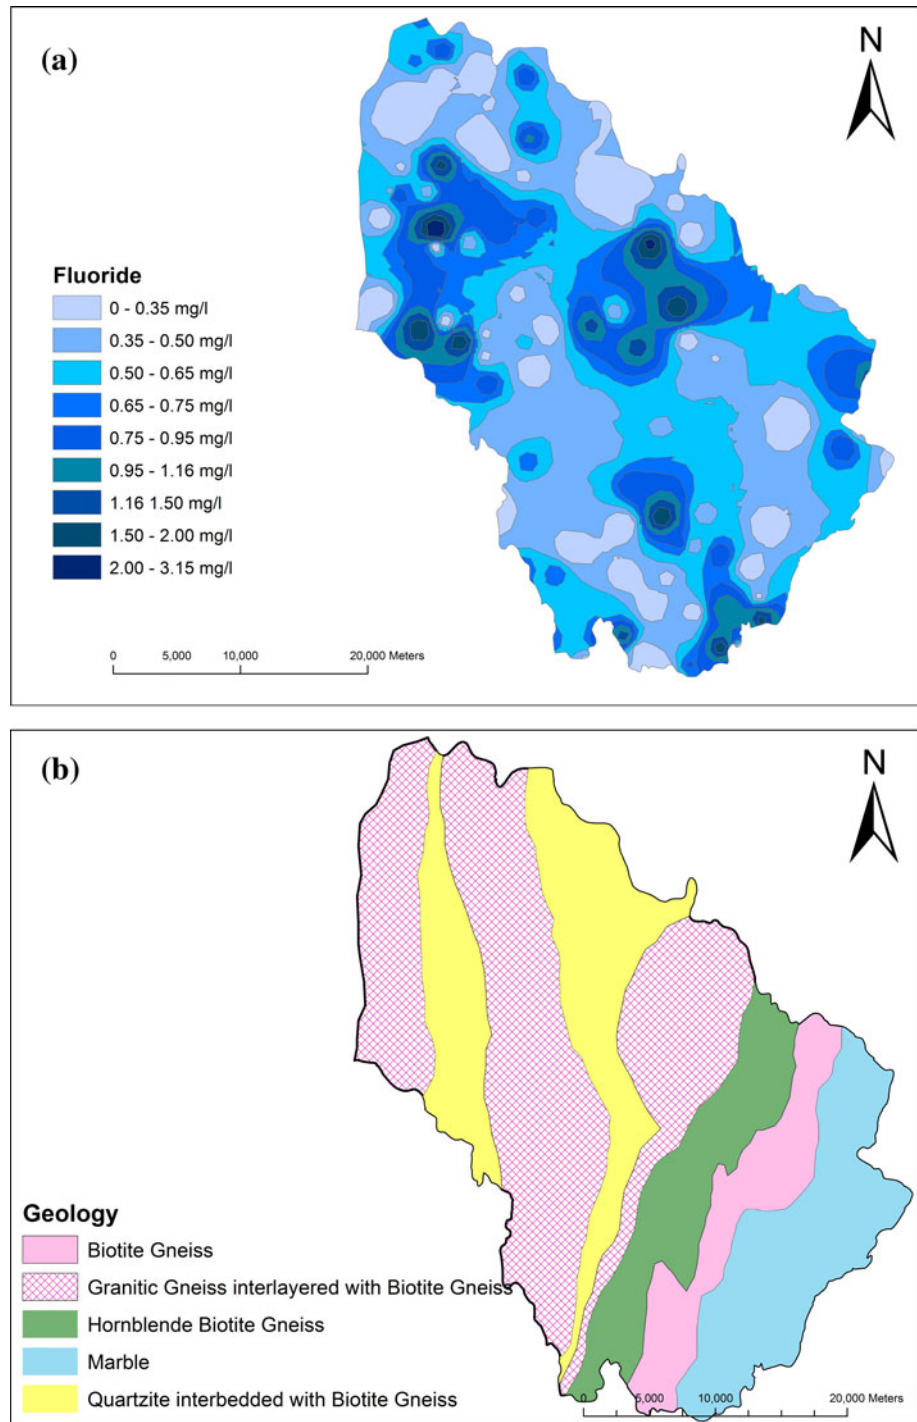 (a)
N
Fluoride
0 - 0.35 mg/l
0.35 - 0.50 mg/l
0.50 - 0.65 mg/l
0.65 - 0.75 mg/l
0.75 - 0.95 mg/l
0.95 - 1.16 mg/l
1.16 1.50 mg/l
1.50 - 2.00 mg/l
2.00 - 3.15 mg/l
0 5,000 10,000 20,000 Meters
(b)
N
Geology
Biotite Gneiss
Granitic Gneiss interlayered with Biotite Gneiss
Hornblende Biotite Gneiss
Marble
Quartzite interbedded with Biotite Gneiss
0 5,000 10,000 20,000 Meters